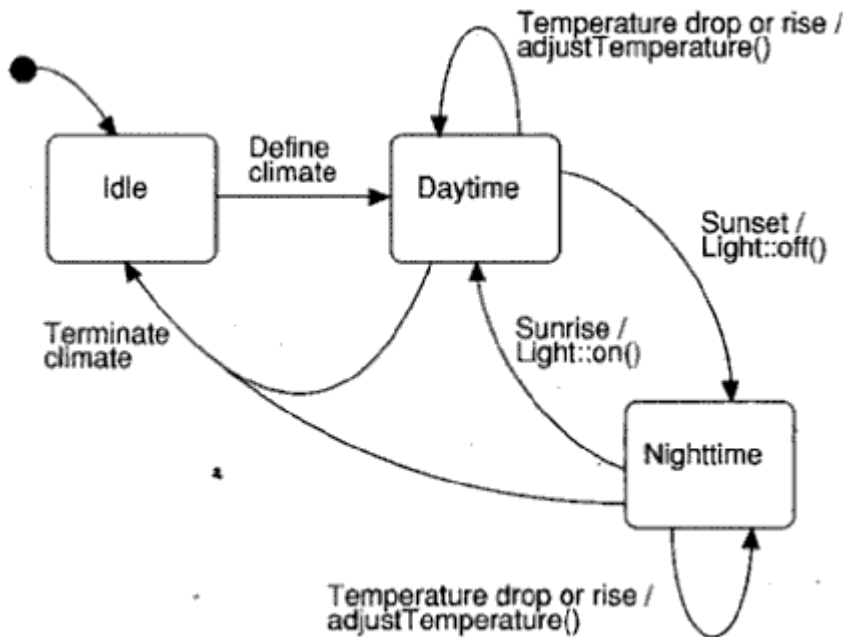 Temperature drop or rise /
adjustTemperature()
Define
climate
Idle
Daytime
Sunset /
Light::off()
Sunrise /
Light::on()
Terminate
climate
Nighttime
Temperature drop or rise /
adjustTemperature()